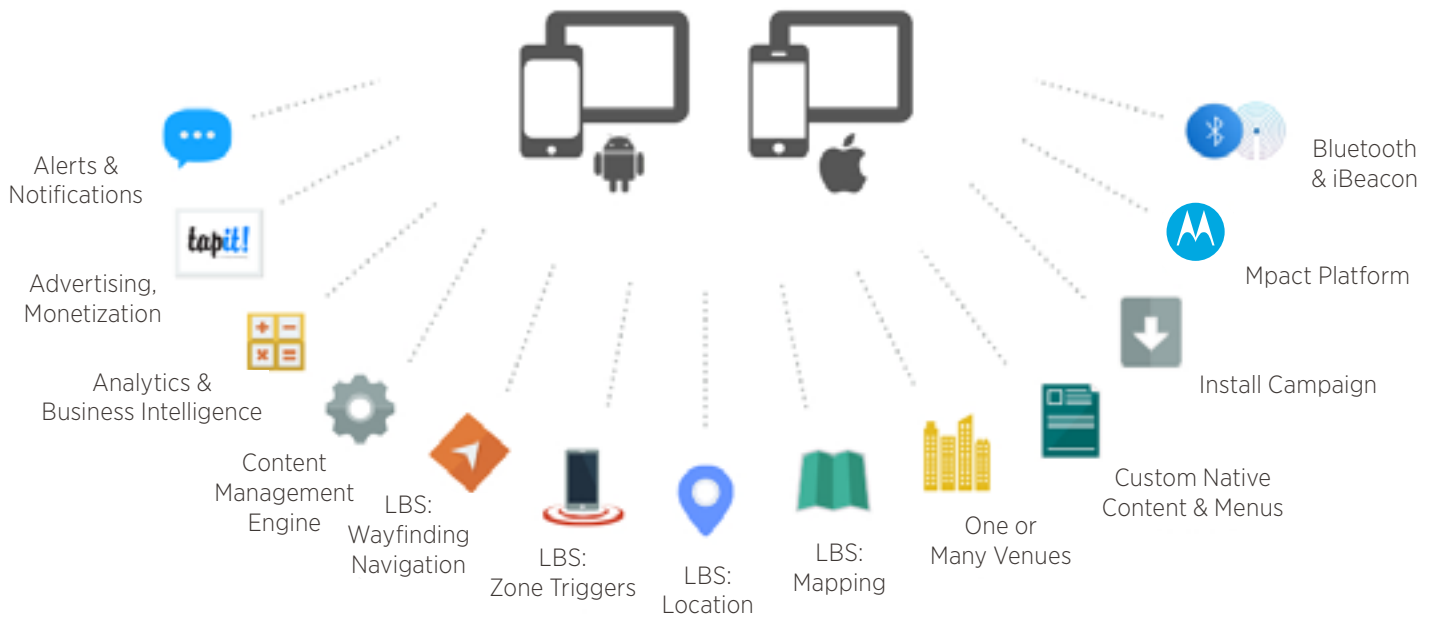 Alerts &
Notifications
tapit!
Advertising,
Monetization
Analytics &
Business Intelligence
Content
Management
Engine
LBS:
Wayfinding
Navigation
LBS:
Zone Triggers
LBS:
Location
LBS:
Mapping
One or
Many Venues
Custom Native
Content & Menus
Install Campaign
Mpact Platform
Bluetooth
& iBeacon